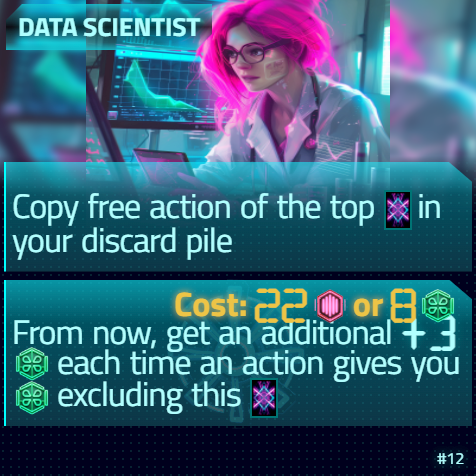 DATA SCIENTIST
Copy free action of the top in
your discard pile
Cost: 22 or 8
From now, get an additional +3
each time an action gives you
excluding this
#12